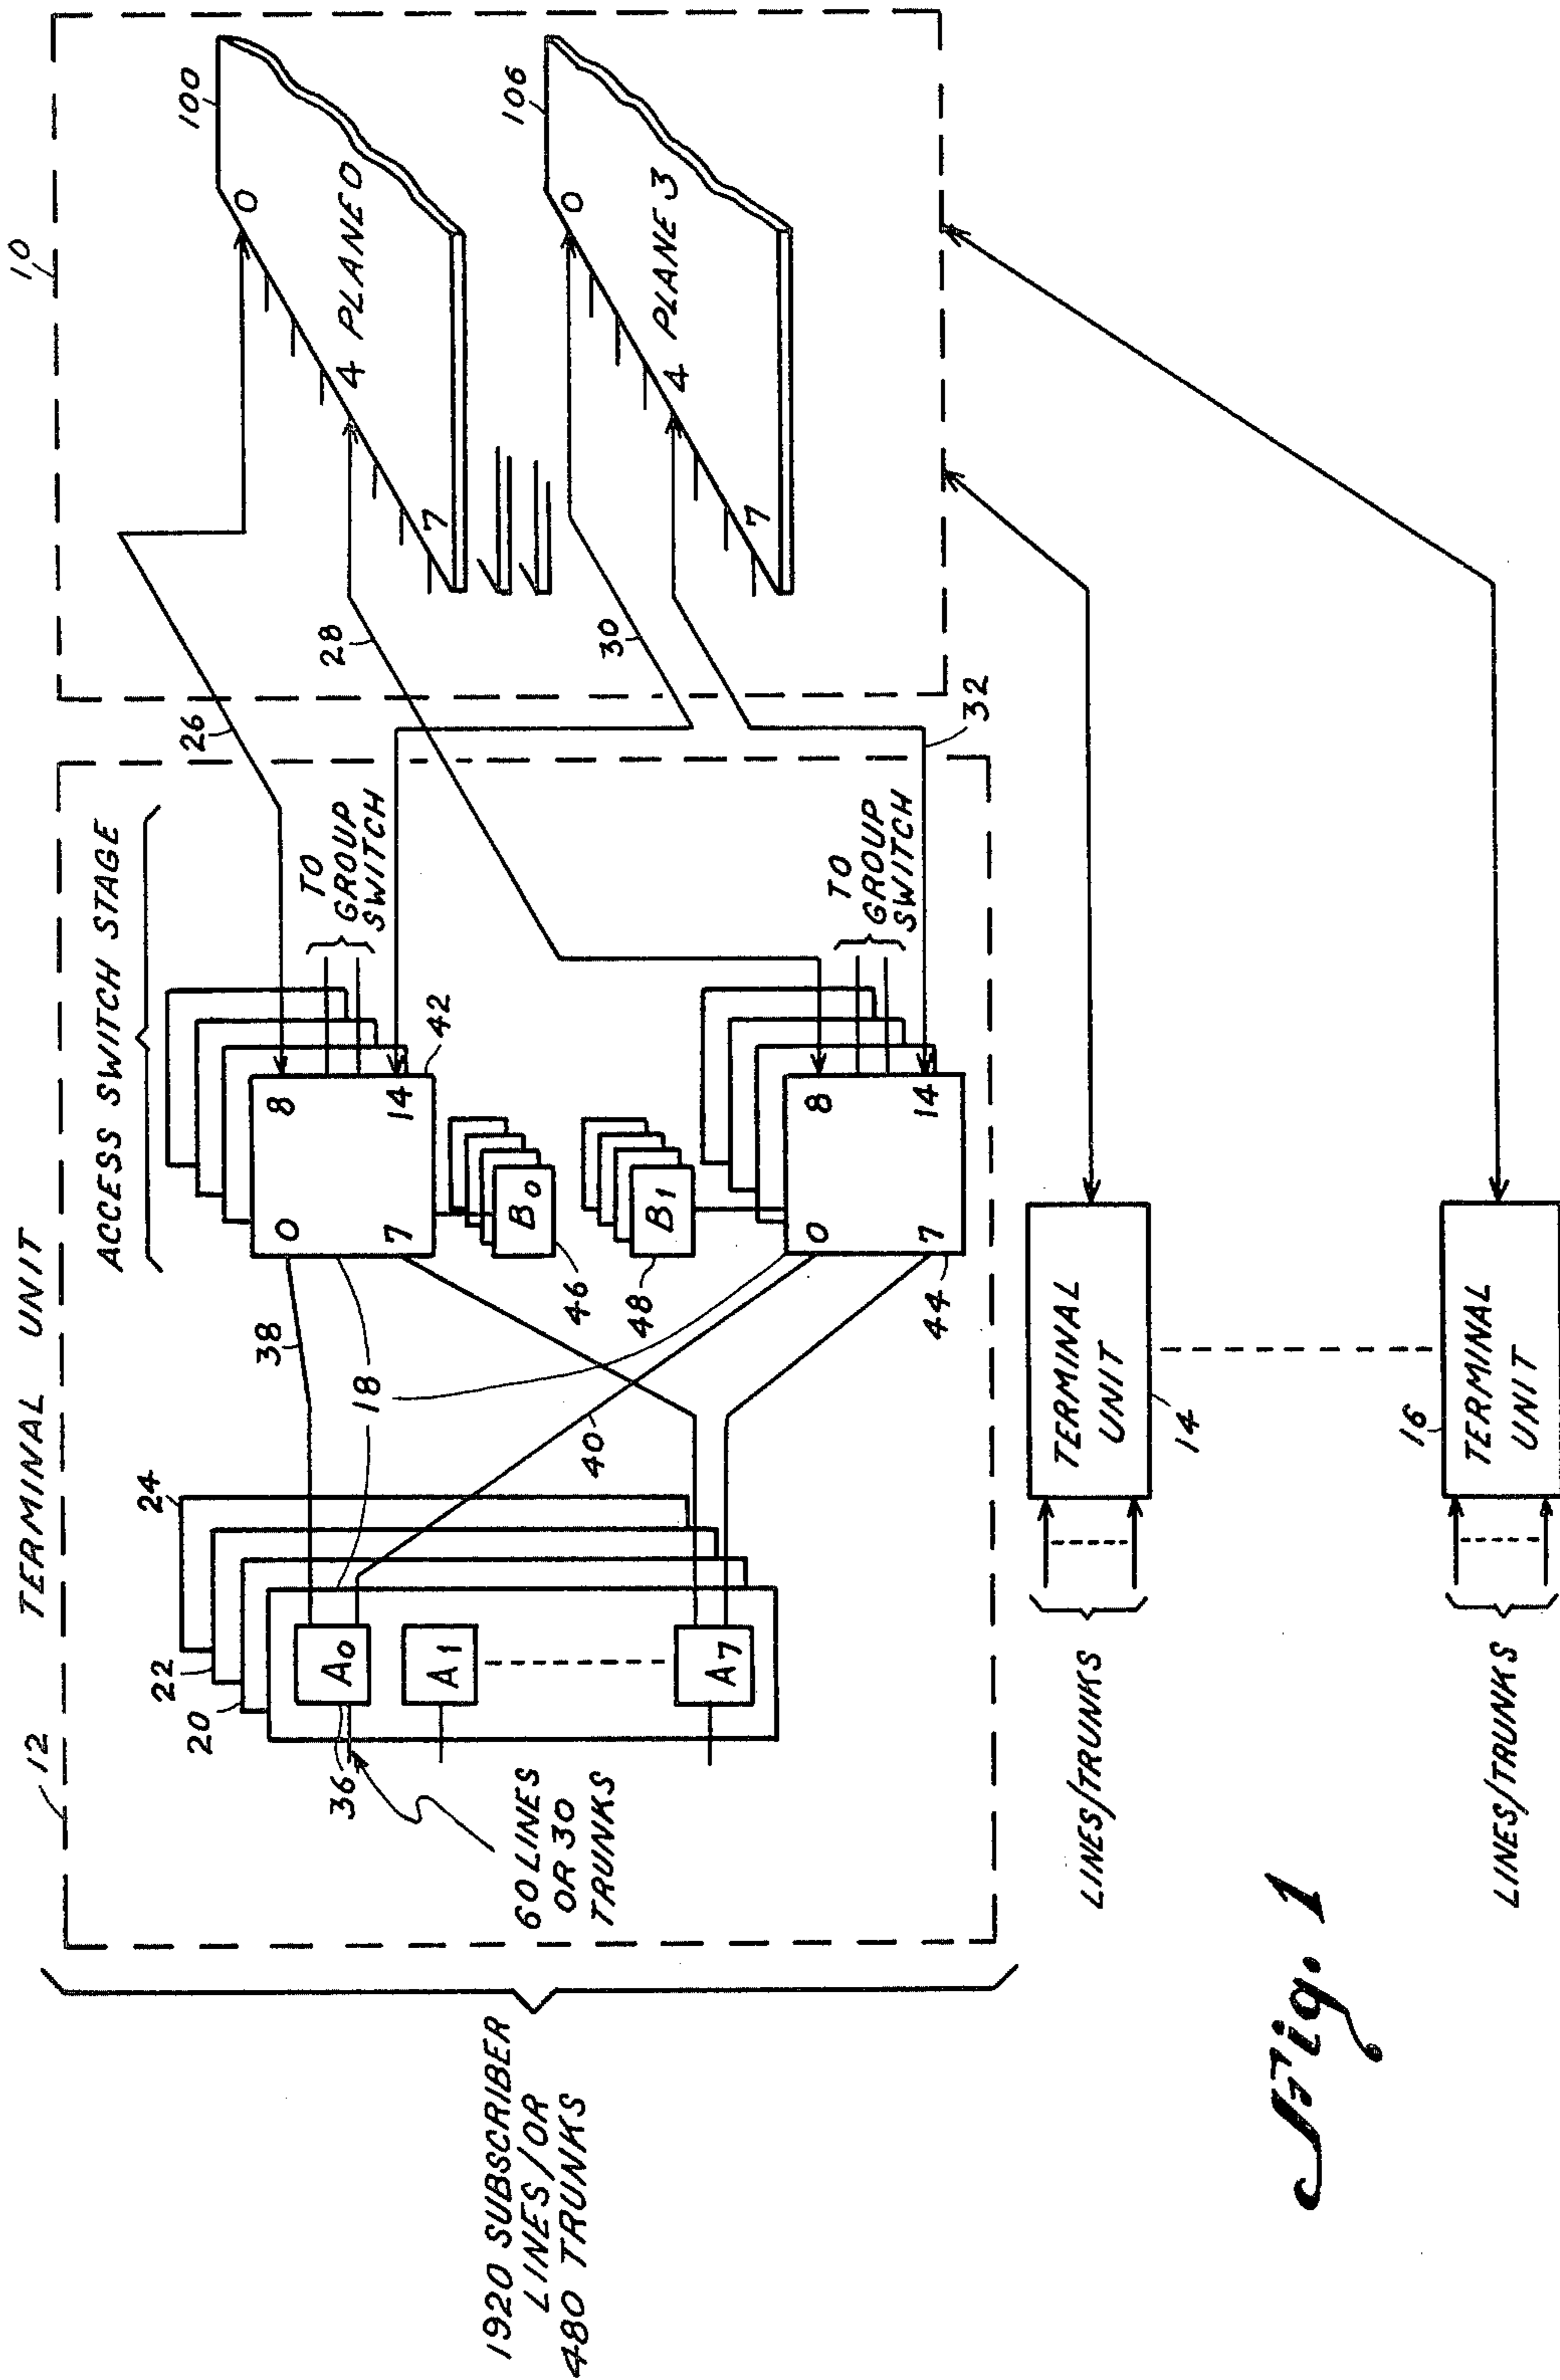 12
TERMINAL UNIT
10
ACCESS SWITCH STAGE
20
22
24
38
18
40
36
A0
A1
A7
60 LINES
OR 30
TRUNKS
1920 SUBSCRIBER
LINES/OR
480 TRUNKS
0
8
7
14
42
TO
GROUP
SWITCH
B0
46
B1
48
0
8
7
14
44
TO
GROUP
SWITCH
26
28
30
32
100
0
4 PLANE 0
7
106
0
4 PLANE 3
7
TERMINAL
UNIT
14
LINES/TRUNKS
16
TERMINAL
UNIT
LINES/TRUNKS
Fig. 1